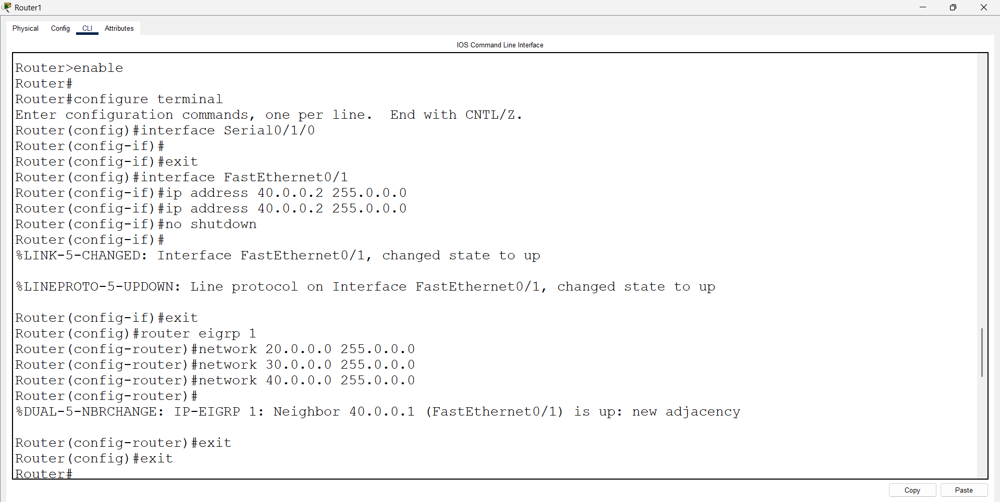 Router1
Physical Config CLI Attributes
IOS Command Line Interface
Router>enable
Router#
Router#configure terminal
Enter configuration commands, one per line.  End with CNTL/Z.
Router(config)#interface Serial0/1/0
Router(config-if)#
Router(config-if)#exit
Router(config)#interface FastEthernet0/1
Router(config-if)#ip address 40.0.0.2 255.0.0.0
Router(config-if)#ip address 40.0.0.2 255.0.0.0
Router(config-if)#no shutdown
Router(config-if)#
%LINK-5-CHANGED: Interface FastEthernet0/1, changed state to up
%LINEPROTO-5-UPDOWN: Line protocol on Interface FastEthernet0/1, changed state to up
Router(config-if)#exit
Router(config)#router eigrp 1
Router(config-router)#network 20.0.0.0 255.0.0.0
Router(config-router)#network 30.0.0.0 255.0.0.0
Router(config-router)#network 40.0.0.0 255.0.0.0
Router(config-router)#
%DUAL-5-NBRCHANGE: IP-EIGRP 1: Neighbor 40.0.0.1 (FastEthernet0/1) is up: new adjacency
Router(config-router)#exit
Router(config)#exit
Router#
Copy Paste